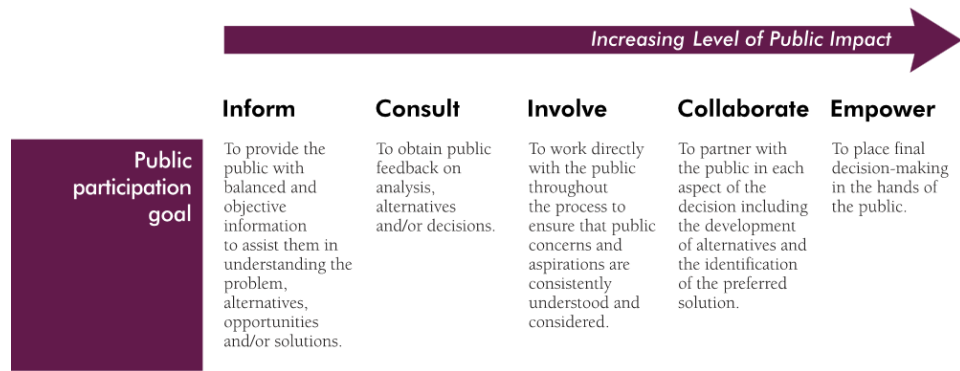 Increasing Level of Public Impact
Public
participation
goal
Inform
To provide the
public with
balanced and
objective
information
to assist them in
understanding the
problem,
alternatives,
opportunities
and/or solutions.
Consult
To obtain public
feedback on
analysis,
alternatives
and/or decisions.
Involve
To work directly
with the public
throughout
the process to
ensure that public
concerns and
aspirations are
consistently
understood and
considered.
Collaborate
To partner with
the public in each
aspect of the
decision including
the development
of alternatives and
the identification
of the preferred
solution.
Empower
To place final
decision-making
in the hands of
the public.